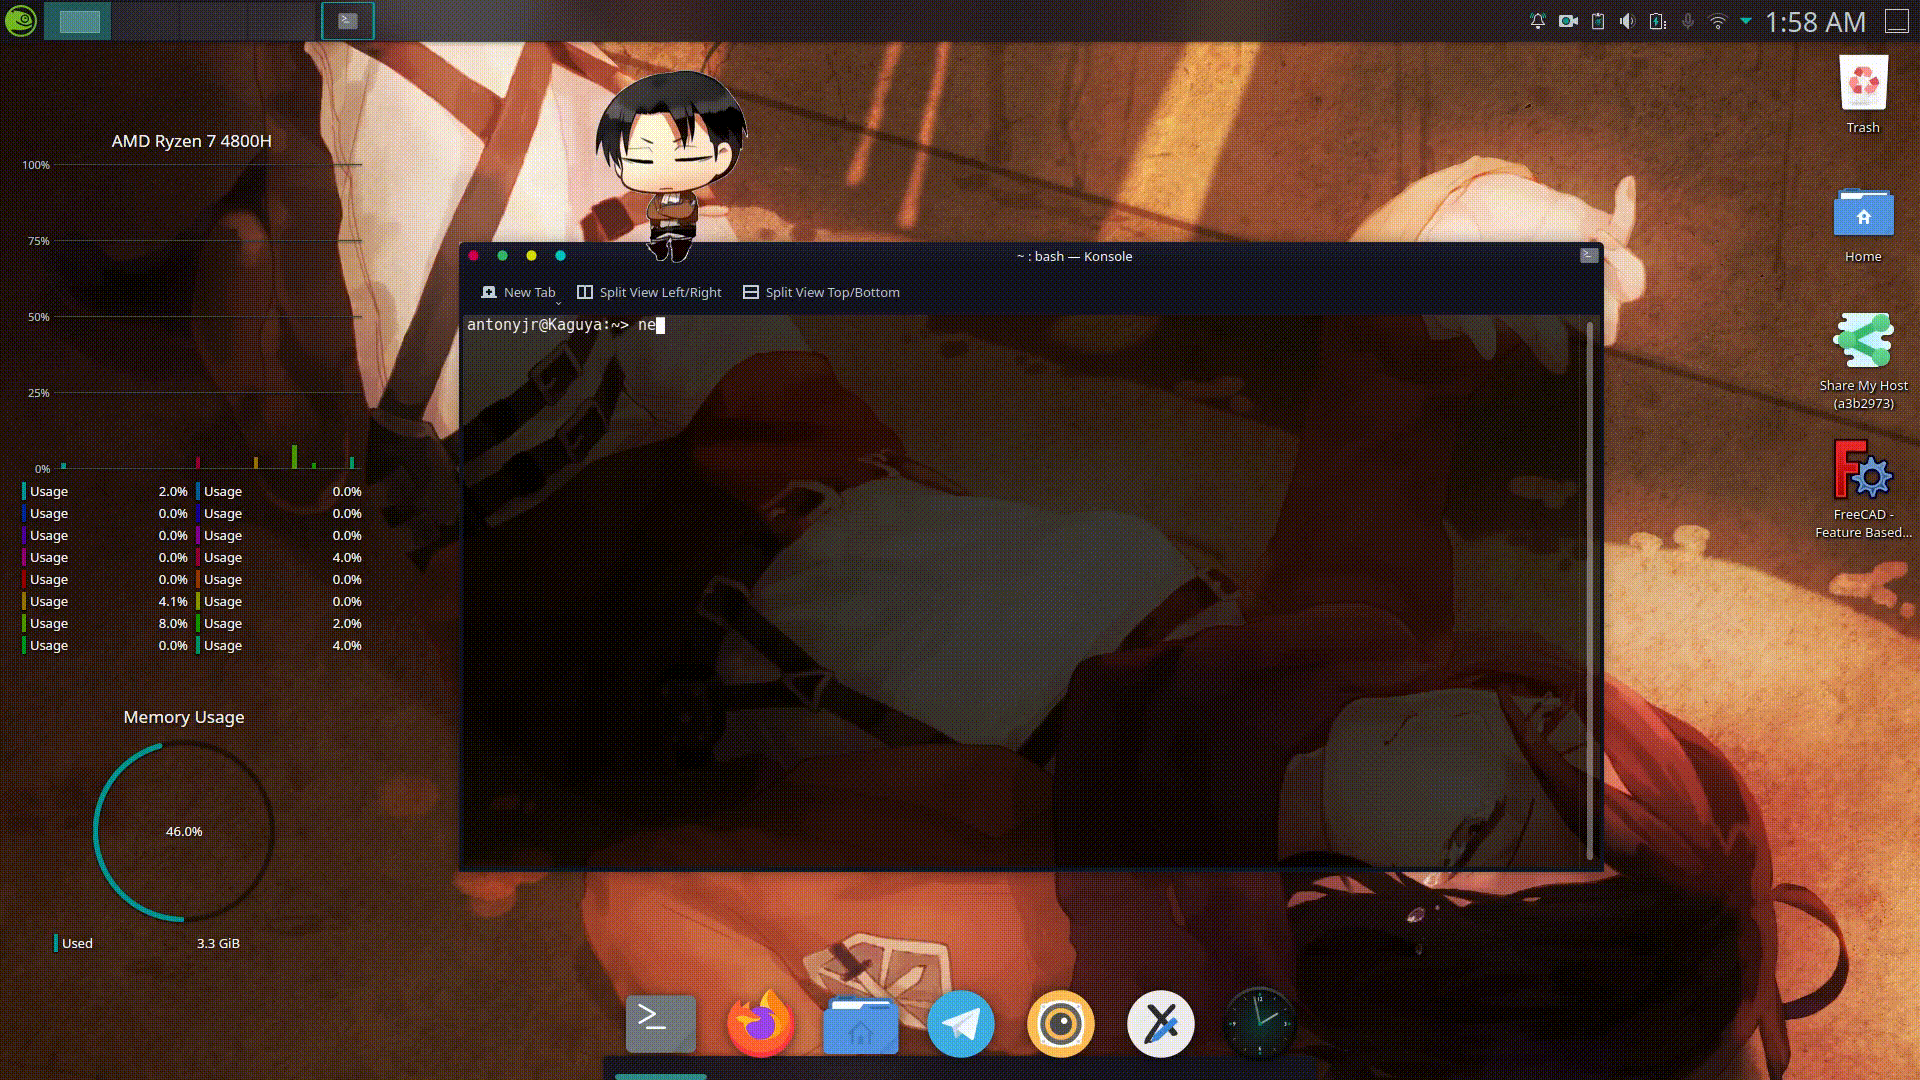 1:58 AM
Trash
AMD Ryzen 7 4800H
100%
75%
50%
25%
0%
Usage 2.0% Usage 0.0%
Usage 0.0% Usage 0.0%
Usage 0.0% Usage 0.0%
Usage 0.0% Usage 4.0%
Usage 0.0% Usage 0.0%
Usage 4.1% Usage 0.0%
Usage 8.0% Usage 2.0%
Usage 0.0% Usage 4.0%
Memory Usage
46.0%
Used 3.3 GiB
~ : bash — Konsole
New Tab Split View Left/Right Split View Top/Bottom
antonyjr@Kaguya:~> ne
Home
Share My Host
(a3b2973)
FreeCAD -
Feature Based...